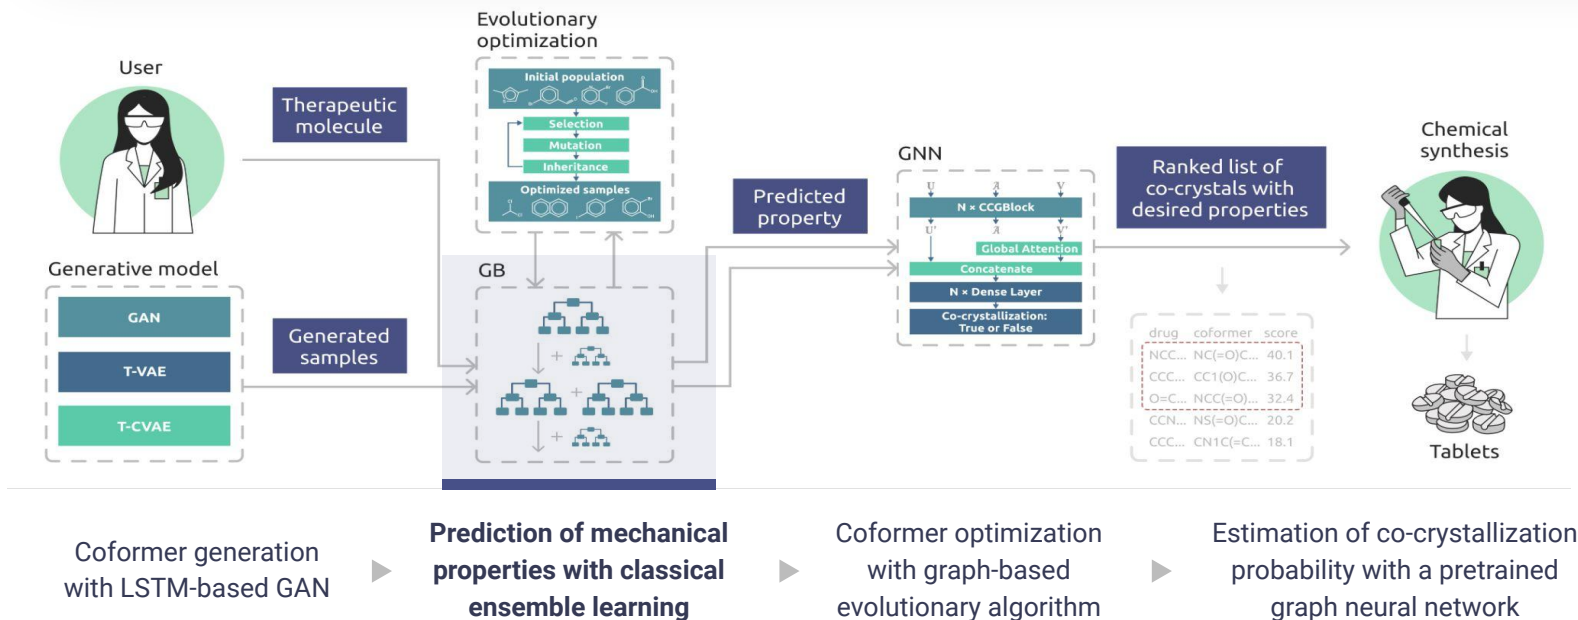 Evolutionary
optimization
User
Therapeutic
molecule
Initial population
Selection
Mutation
Inheritance
Optimized samples
Generative model
GAN
T-VAE
T-CVAE
Generated
samples
GB
+
+
+
Predicted
property
GNN
U A V
N × CCGBlock
U' A V'
Global Attention
Concatenate
N × Dense Layer
Co-crystallization:
True or False
Ranked list of
co-crystals with
desired properties
drug coformer score
NCC... NC(=O)C... 40.1
CCC... CC1(O)C... 36.7
O=C... NCC(=O)... 32.4
CCN... NS(=O)C... 20.2
CCC... CN1C(=C... 18.1
Chemical
synthesis
Tablets
Coformer generation
with LSTM-based GAN
Prediction of mechanical
properties with classical
ensemble learning
Coformer optimization
with graph-based
evolutionary algorithm
Estimation of co-crystallization
probability with a pretrained
graph neural network